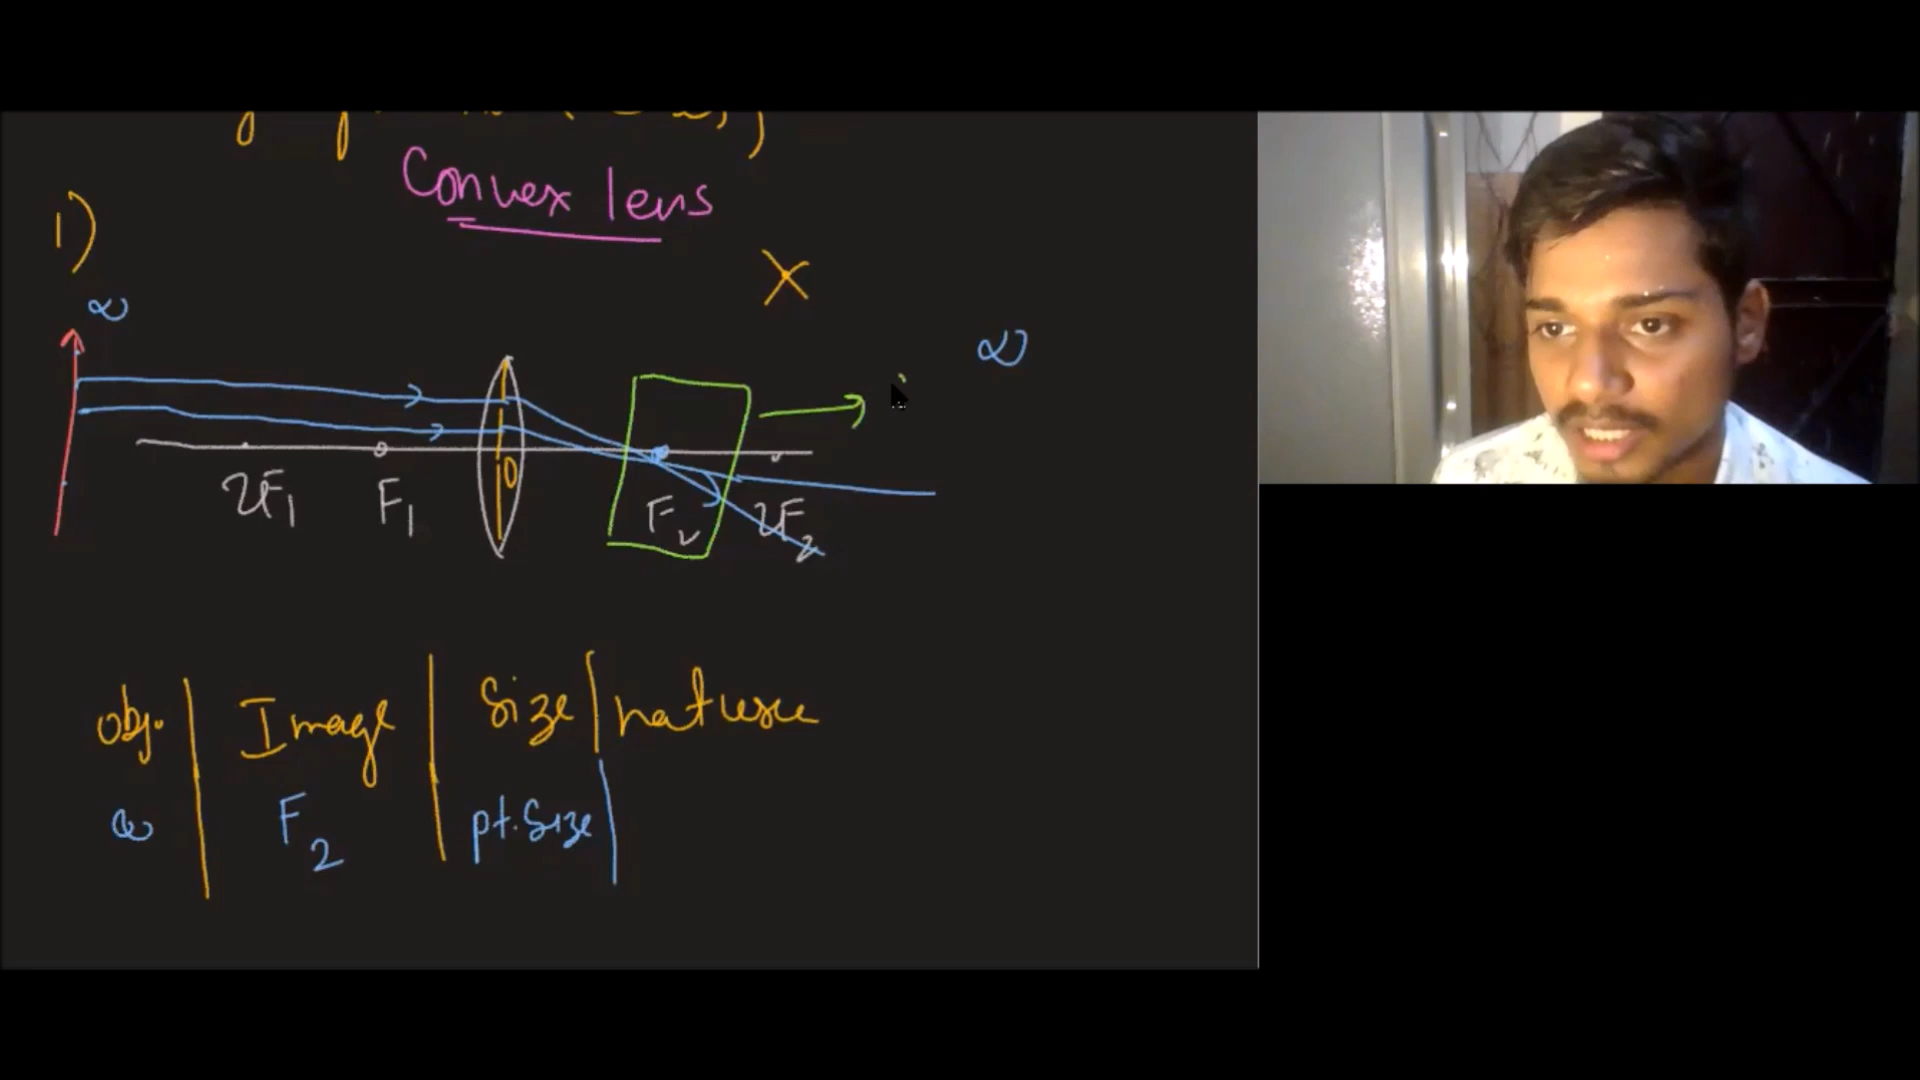 Convex lens
1)
X
∞
∞
2F1 F1 O F2 2F2
obj. Image Size nature
∞ F2 pt. Size